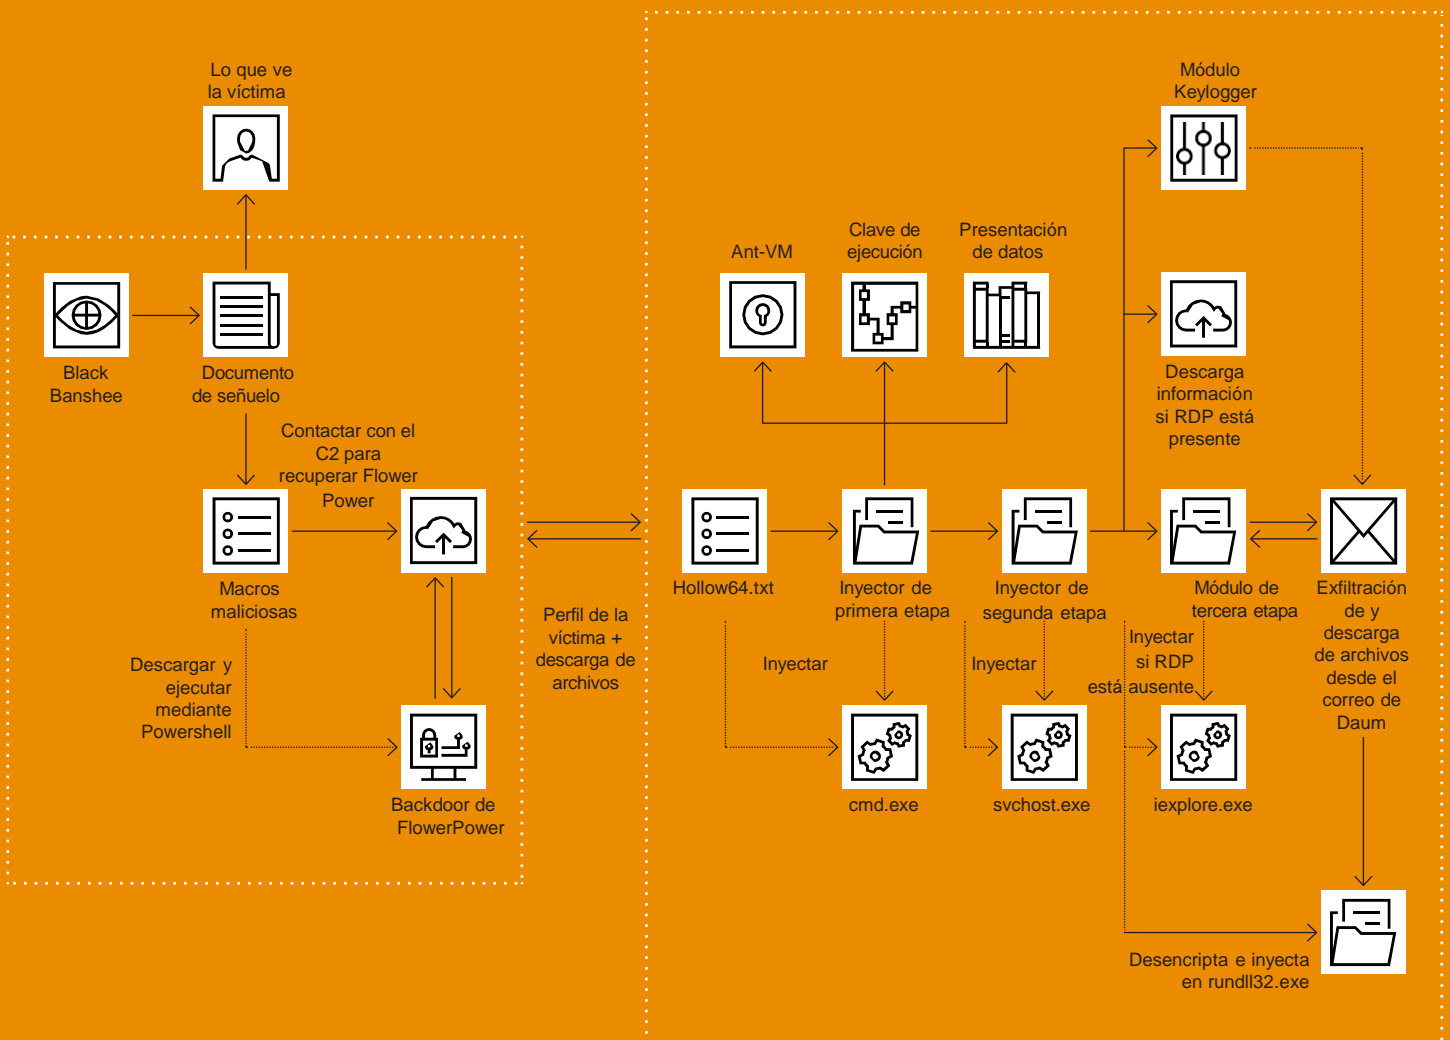 Lo que ve
la víctima
Módulo
Keylogger
Ant-VM
Clave de
ejecución
Presentación
de datos
Black
Banshee
Documento
de señuelo
Descarga
información
si RDP está
presente
Contactar con el
C2 para
recuperar Flower
Power
Macros
maliciosas
Hollow64.txt
Inyector de
primera etapa
Inyector de
segunda etapa
Módulo de
tercera etapa
Exfiltración
de y
descarga
de archivos
desde el
correo de
Daum
Perfil de la
víctima +
descarga de
archivos
Descargar y
ejecutar
mediante
Powershell
Inyectar
Inyectar
Inyectar
si RDP
está ausente
Backdoor de
FlowerPower
cmd.exe
svchost.exe
iexplore.exe
Desencripta e inyecta
en rundll32.exe